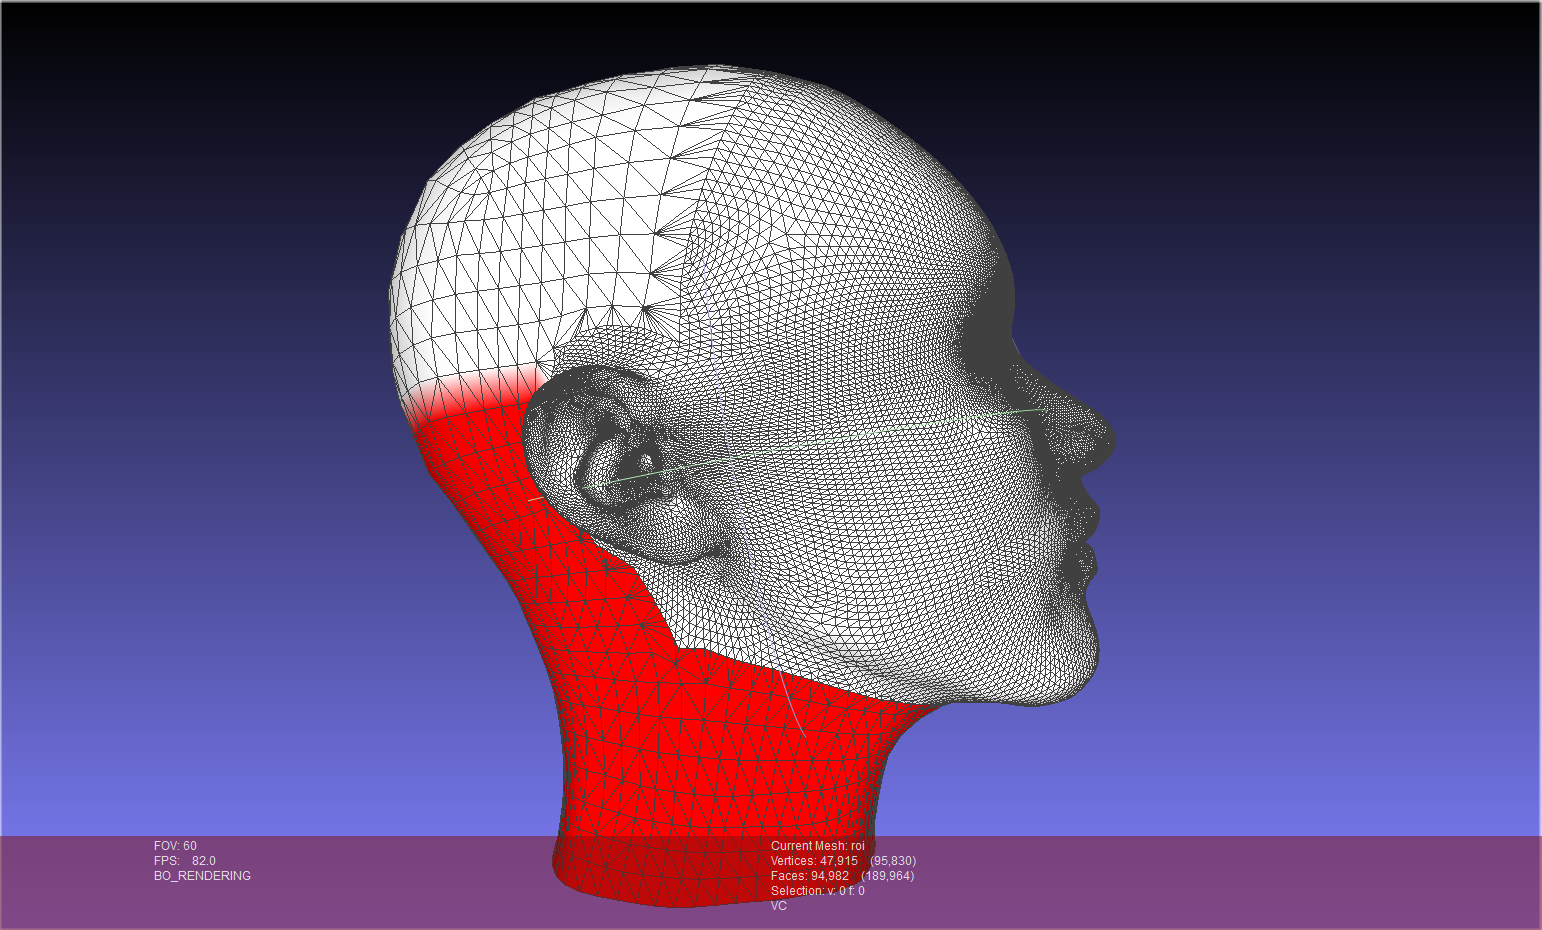 FOV: 60
FPS:    82.0
BO_RENDERING
Current Mesh: roi
Vertices: 47,915    (95,830)
Faces: 94,982    (189,964)
Selection: v: 0 f: 0
VC